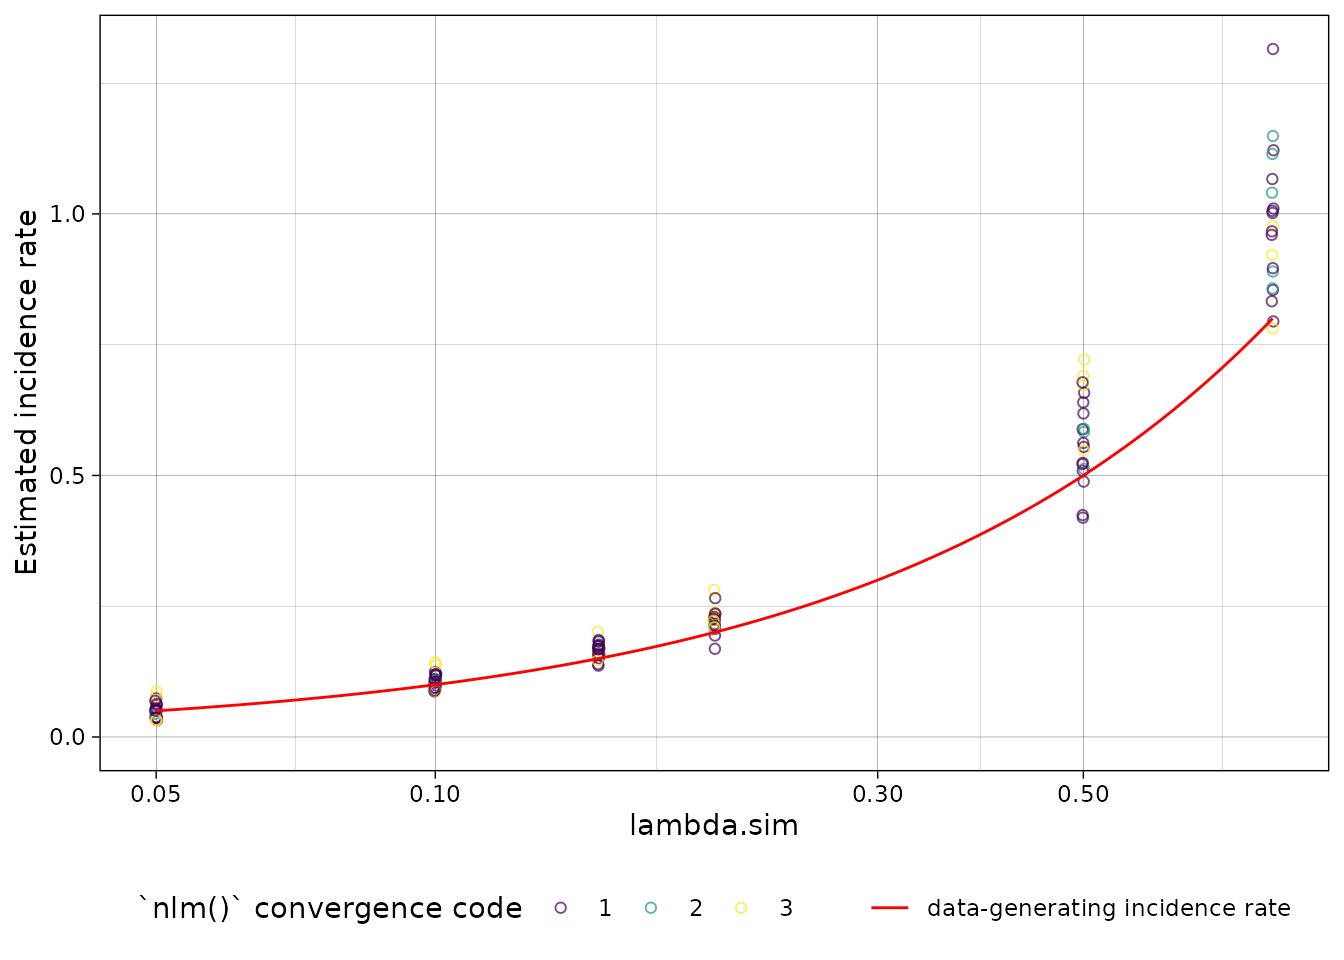 Estimated incidence rate
1.0
0.5
0.0
0.05 0.10 0.30 0.50
lambda.sim
`nlm()` convergence code 1 2 3 data-generating incidence rate